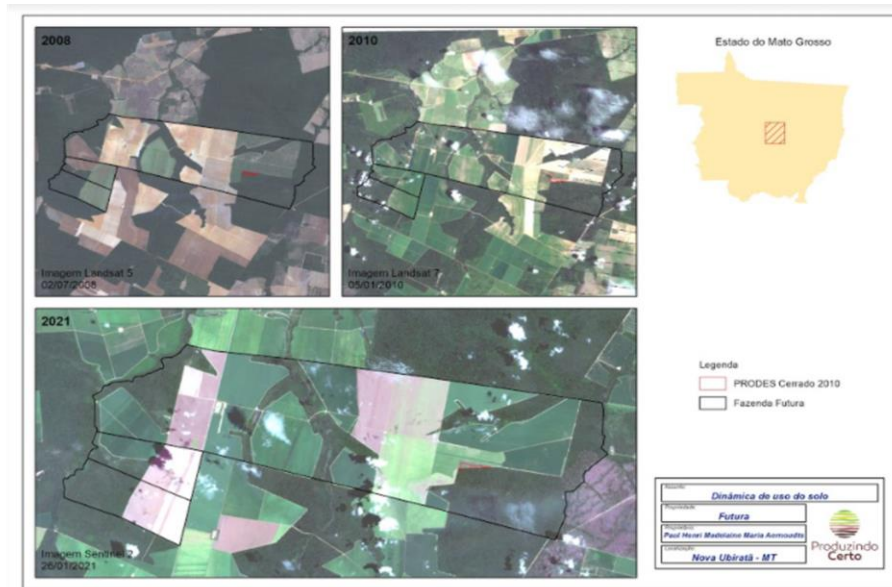 2008
2010
Estado do Mato Grosso
Imagem Landsat 5
02/07/2008
Imagem Landsat 7
05/01/2010
2021
Legenda
PRODES Cerrado 2010
Fazenda Futura
Imagem Sentinel 2
26/01/2021
Dinâmica de uso do solo
Futura
Paul Henri Madelaine Maria Aernoudts
Nova Ubiratã - MT
Produzindo
Certo